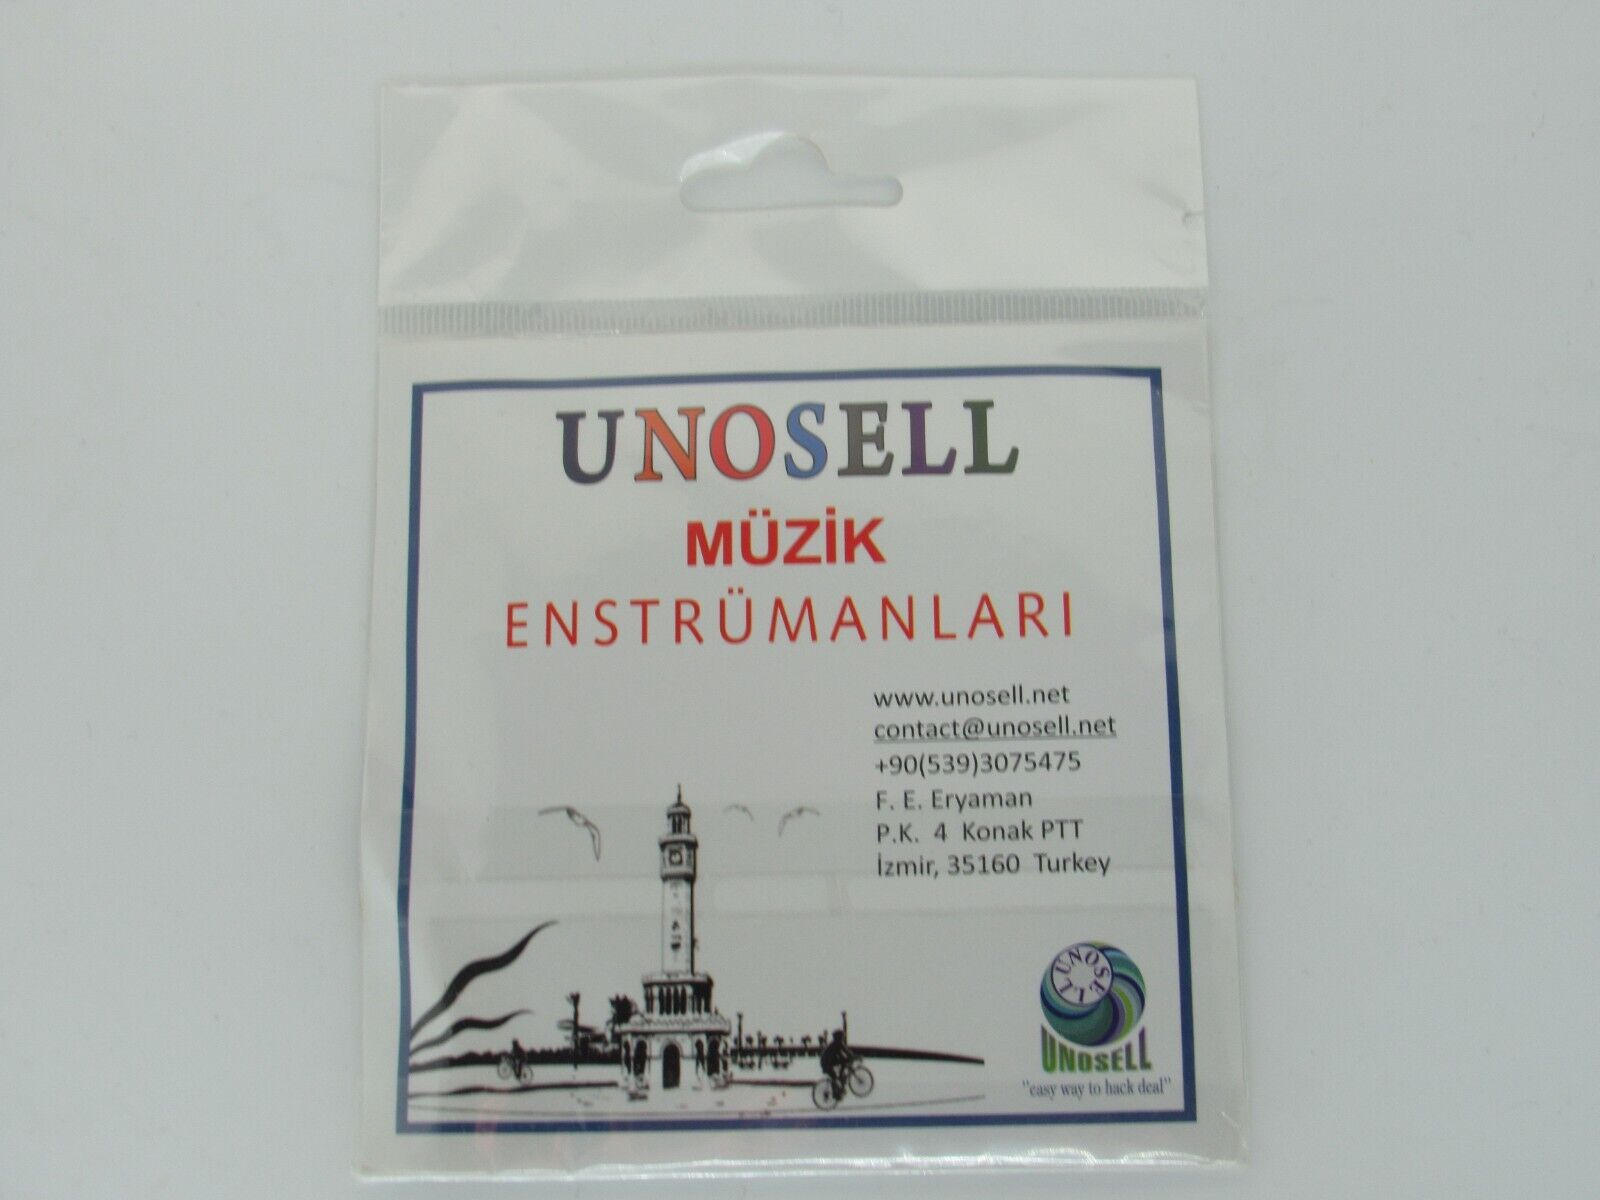 UNOSELL
MÜZİK
ENSTRÜMANLARI
www.unosell.net
contact@unosell.net
+90(539)3075475
F. E. Eryaman
P.K. 4 Konak PTT
İzmir, 35160 Turkey
UNOSELL
UNOSELL
"easy way to hack deal"